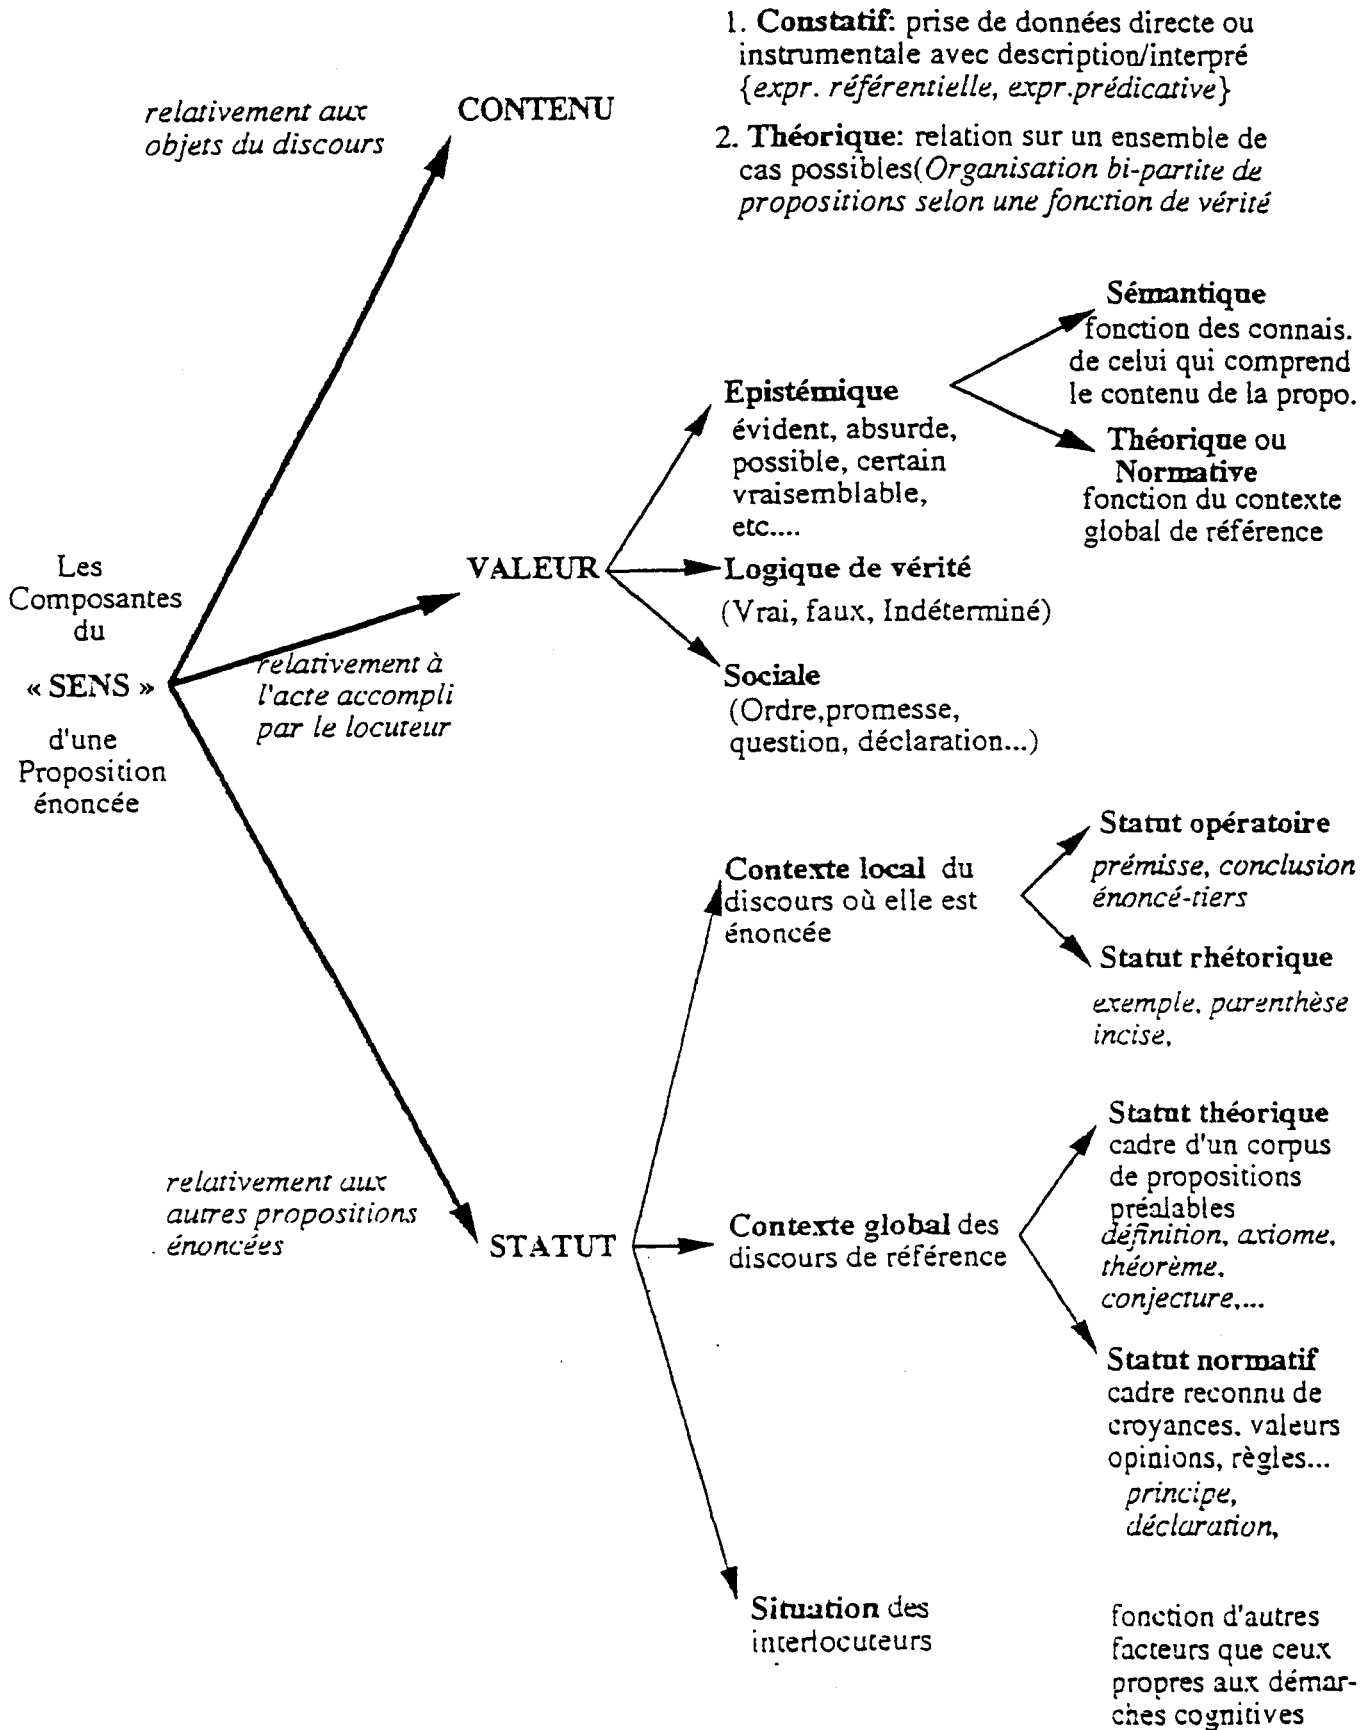 1. Constatif: prise de données directe ou
instrumentale avec description/interpré
{expr. référentielle, expr.prédicative}
relativement aux
objets du discours
CONTENU
2. Théorique: relation sur un ensemble de
cas possibles(Organisation bi-partite de
propositions selon une fonction de vérité
Sémantique
fonction des connais.
de celui qui comprend
le contenu de la propo.
Epistémique
évident, absurde,
possible, certain
vraisemblable,
etc....
Théorique ou
Normative
fonction du contexte
global de référence
Les
Composantes
du
« SENS »
d'une
Proposition
énoncée
VALEUR
relativement à
l'acte accompli
par le locuteur
Logique de vérité
(Vrai, faux, Indéterminé)
Sociale
(Ordre,promesse,
question, déclaration...)
Contexte local du
discours où elle est
énoncée
Statut opératoire
prémisse, conclusion
énoncé-tiers
Statut rhétorique
exemple, parenthèse
incise,
relativement aux
autres propositions
énoncées
STATUT
Contexte global des
discours de référence
Statut théorique
cadre d'un corpus
de propositions
préalables
définition, axiome,
théorème,
conjecture,...
Statut normatif
cadre reconnu de
croyances, valeurs
opinions, règles...
principe,
déclaration,
Situation des
interlocuteurs
fonction d'autres
facteurs que ceux
propres aux démar-
ches cognitives